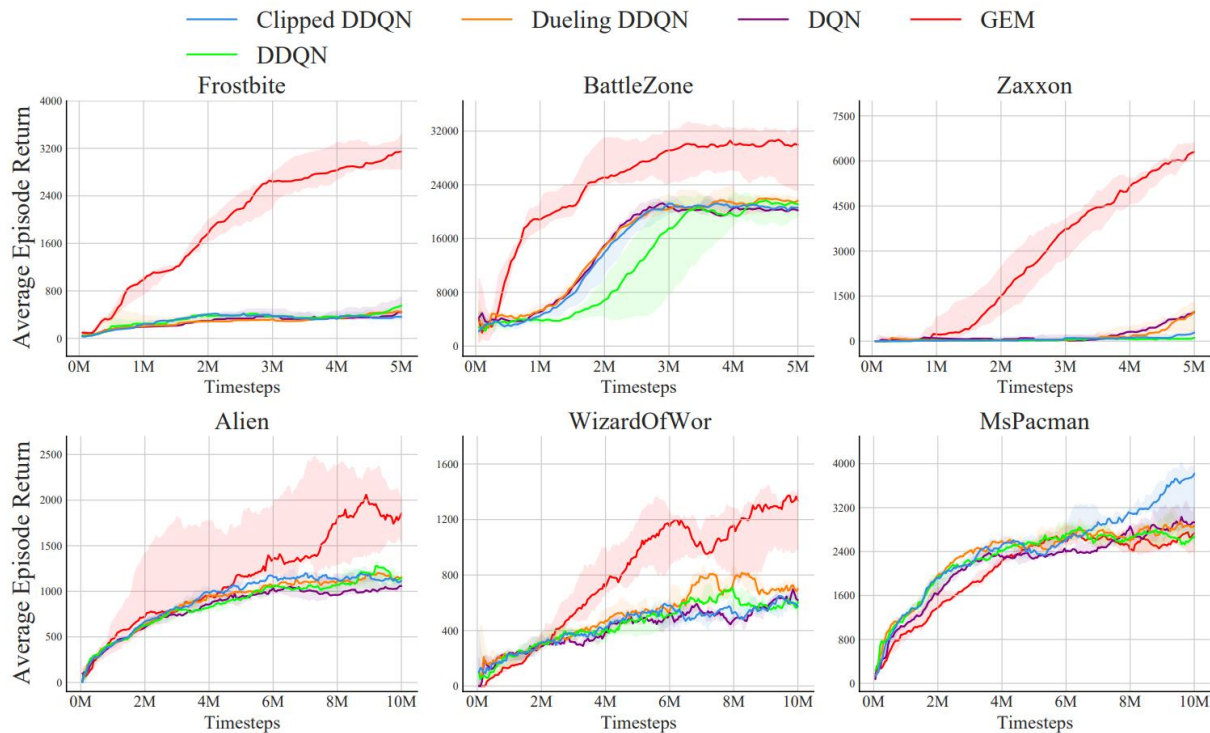 Clipped DDQN Dueling DDQN DQN GEM
DDQN
Frostbite BattleZone Zaxxon
Average Episode Return
4000
3200
2400
1600
800
0
0M 1M 2M 3M 4M 5M
Timesteps
32000
24000
16000
8000
0
0M 1M 2M 3M 4M 5M
Timesteps
7500
6000
4500
3000
1500
0
0M 1M 2M 3M 4M 5M
Timesteps
Alien WizardOfWor MsPacman
Average Episode Return
2500
2000
1500
1000
500
0
0M 2M 4M 6M 8M 10M
Timesteps
1600
1200
800
400
0
0M 2M 4M 6M 8M 10M
Timesteps
4000
3200
2400
1600
800
0
0M 2M 4M 6M 8M 10M
Timesteps